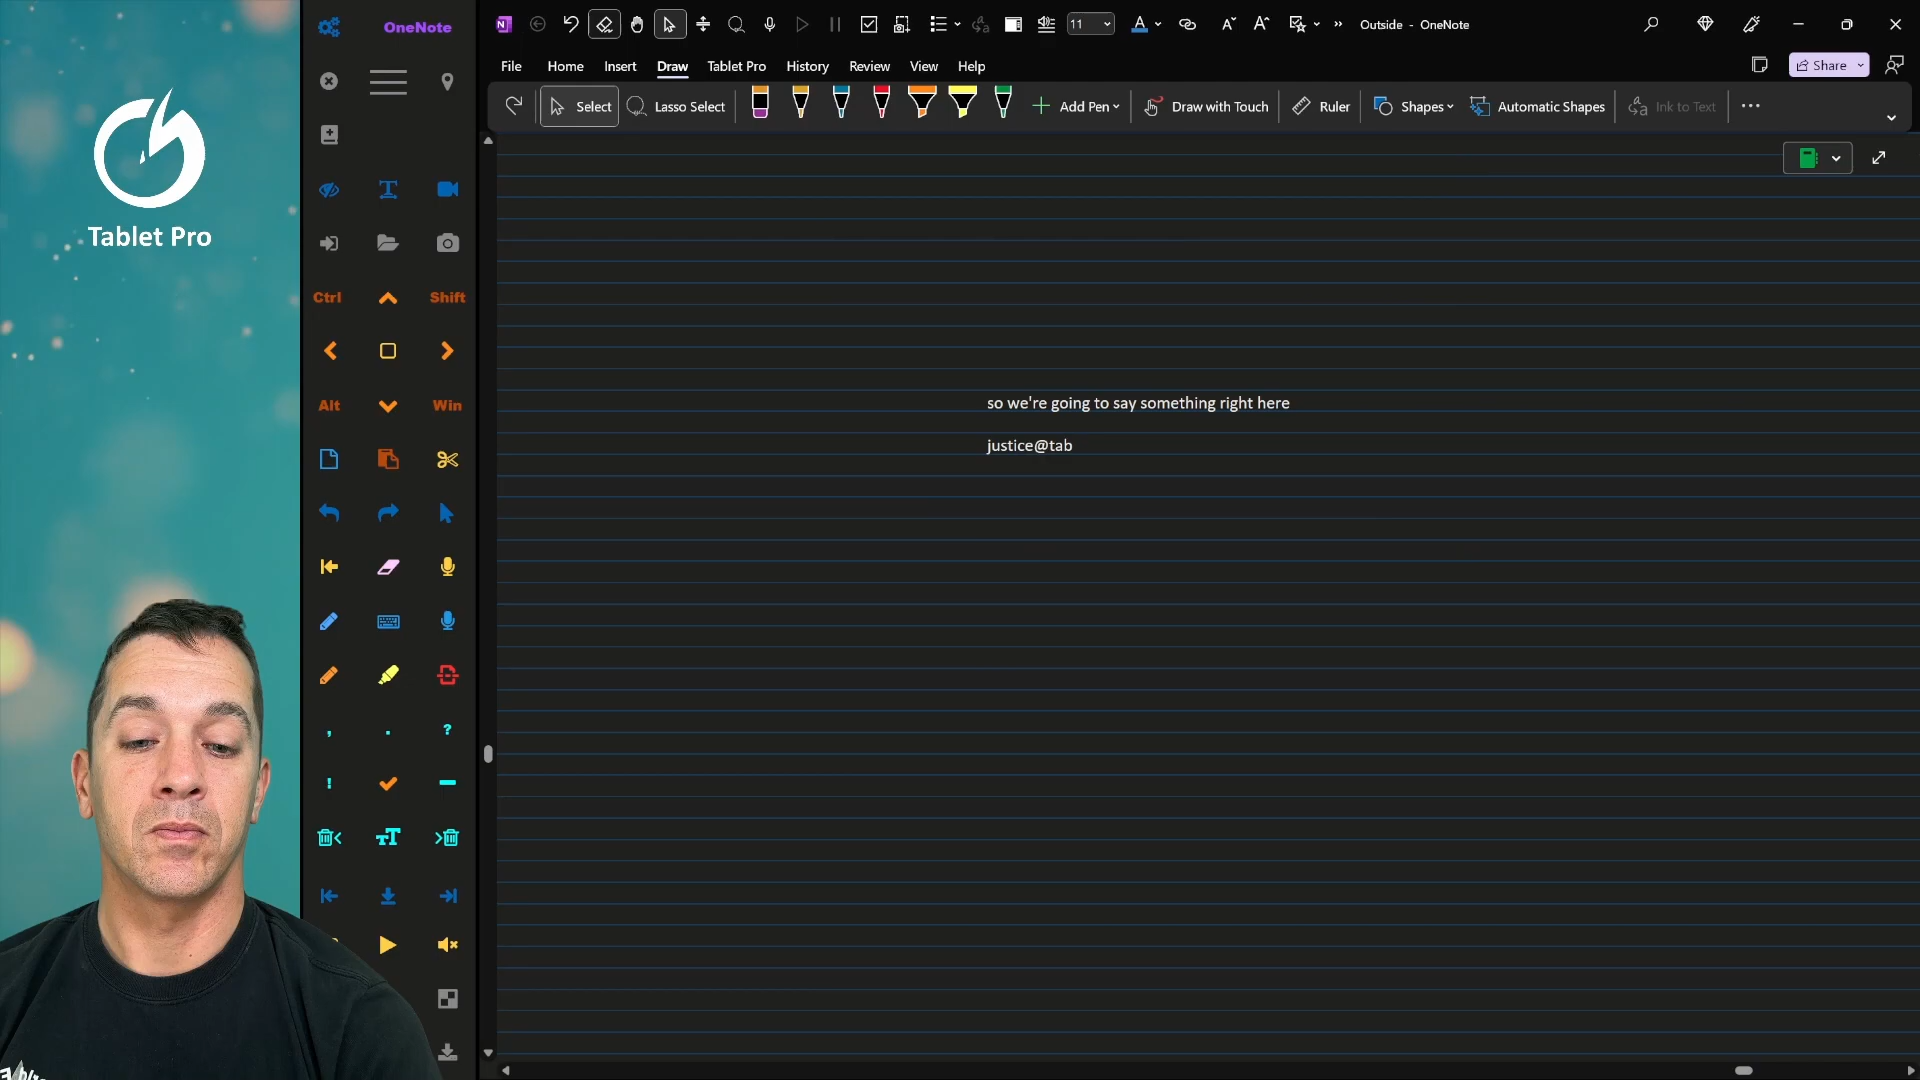 Tablet Pro
OneNote
Ctrl
Shift
Alt
Win
, . ?
!
11
Outside - OneNote
File Home Insert Draw Tablet Pro History Review View Help
Share
Select
Lasso Select
Add Pen
Draw with Touch
Ruler
Shapes
Automatic Shapes
Ink to Text
so we're going to say something right here
justice@tab